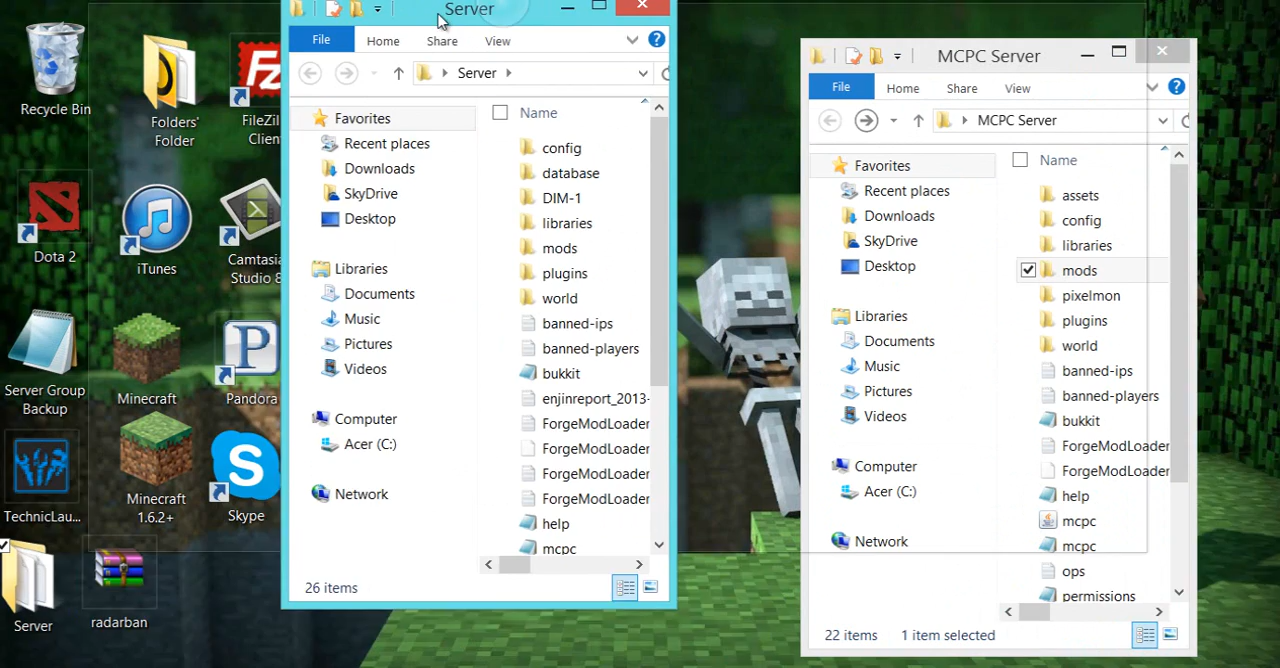 Recycle Bin
Folders'
Folder
FileZil
Clien
Dota 2
iTunes
Camtas
Studio 8
Server Group
Backup
Minecraft
Pandora
TechnicLau...
Minecraft
1.6.2+
Skype
Server
radarban
Server
File
Home
Share
View
Server
Favorites
Recent places
Downloads
SkyDrive
Desktop
Libraries
Documents
Music
Pictures
Videos
Computer
Acer (C:)
Network
Name
config
database
DIM-1
libraries
mods
plugins
world
banned-ips
banned-players
bukkit
enjinreport_2013-
ForgeModLoader
ForgeModLoader
ForgeModLoader
ForgeModLoader
help
mcpc
26 items
MCPC Server
File
Home
Share
View
MCPC Server
Favorites
Recent places
Downloads
SkyDrive
Desktop
Libraries
Documents
Music
Pictures
Videos
Computer
Acer (C:)
Network
Name
assets
config
libraries
mods
pixelmon
plugins
world
banned-ips
banned-players
bukkit
ForgeModLoader
ForgeModLoader
help
mcpc
mcpc
ops
permissions
22 items
1 item selected